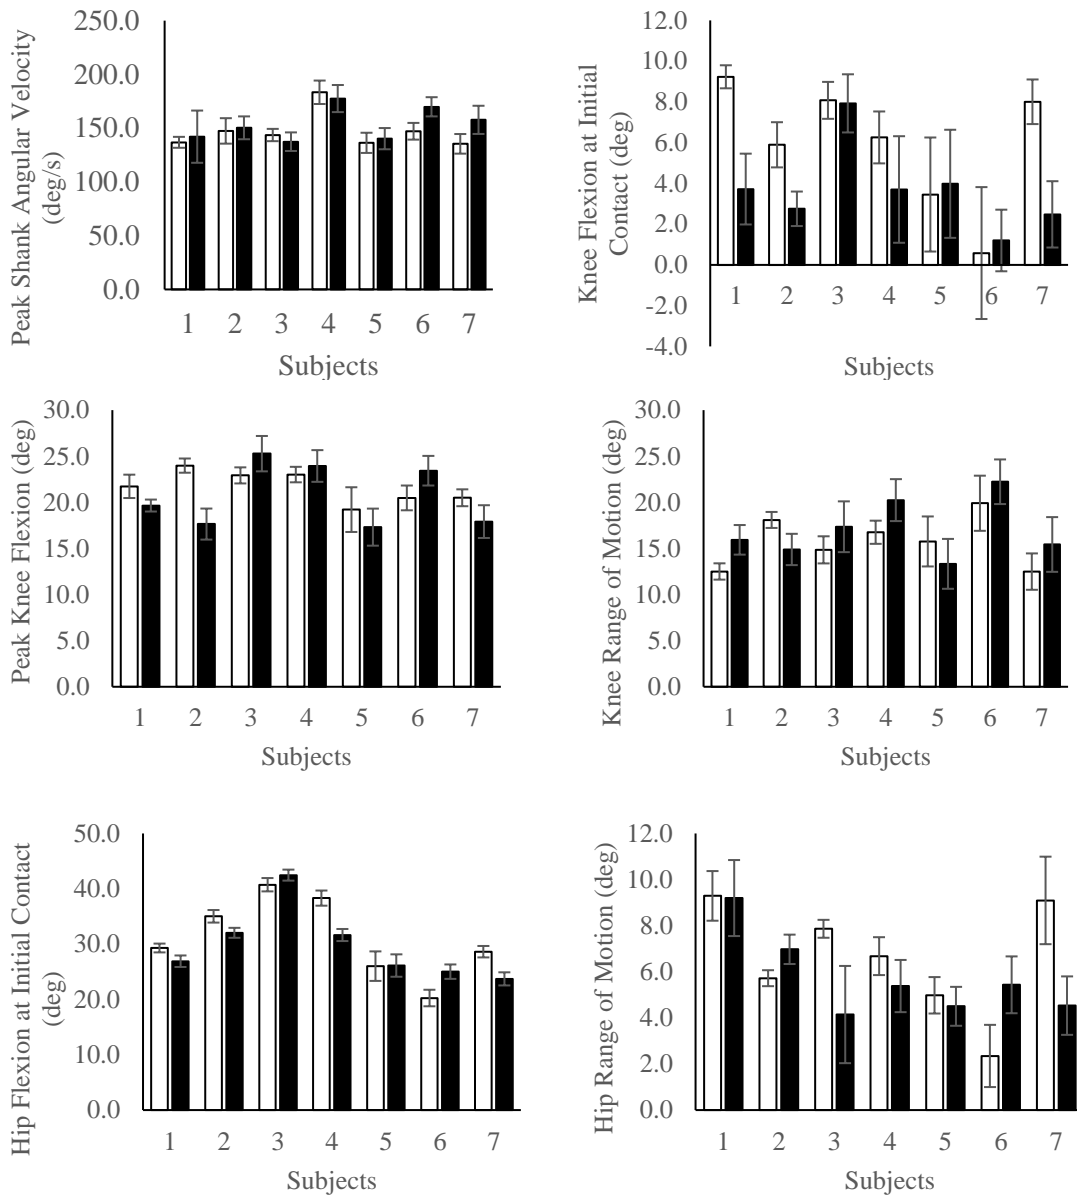 Peak Shank Angular Velocity
(deg/s)
250.0
200.0
150.0
100.0
50.0
0.0
1 2 3 4 5 6 7
Subjects
Knee Flexion at Initial
Contact (deg)
12.0
10.0
8.0
6.0
4.0
2.0
0.0
-2.0
-4.0
1 2 3 4 5 6 7
Subjects
Peak Knee Flexion (deg)
30.0
25.0
20.0
15.0
10.0
5.0
0.0
1 2 3 4 5 6 7
Subjects
Knee Range of Motion (deg)
30.0
25.0
20.0
15.0
10.0
5.0
0.0
1 2 3 4 5 6 7
Subjects
Hip Flexion at Initial Contact
(deg)
50.0
40.0
30.0
20.0
10.0
0.0
1 2 3 4 5 6 7
Subjects
Hip Range of Motion (deg)
12.0
10.0
8.0
6.0
4.0
2.0
0.0
1 2 3 4 5 6 7
Subjects